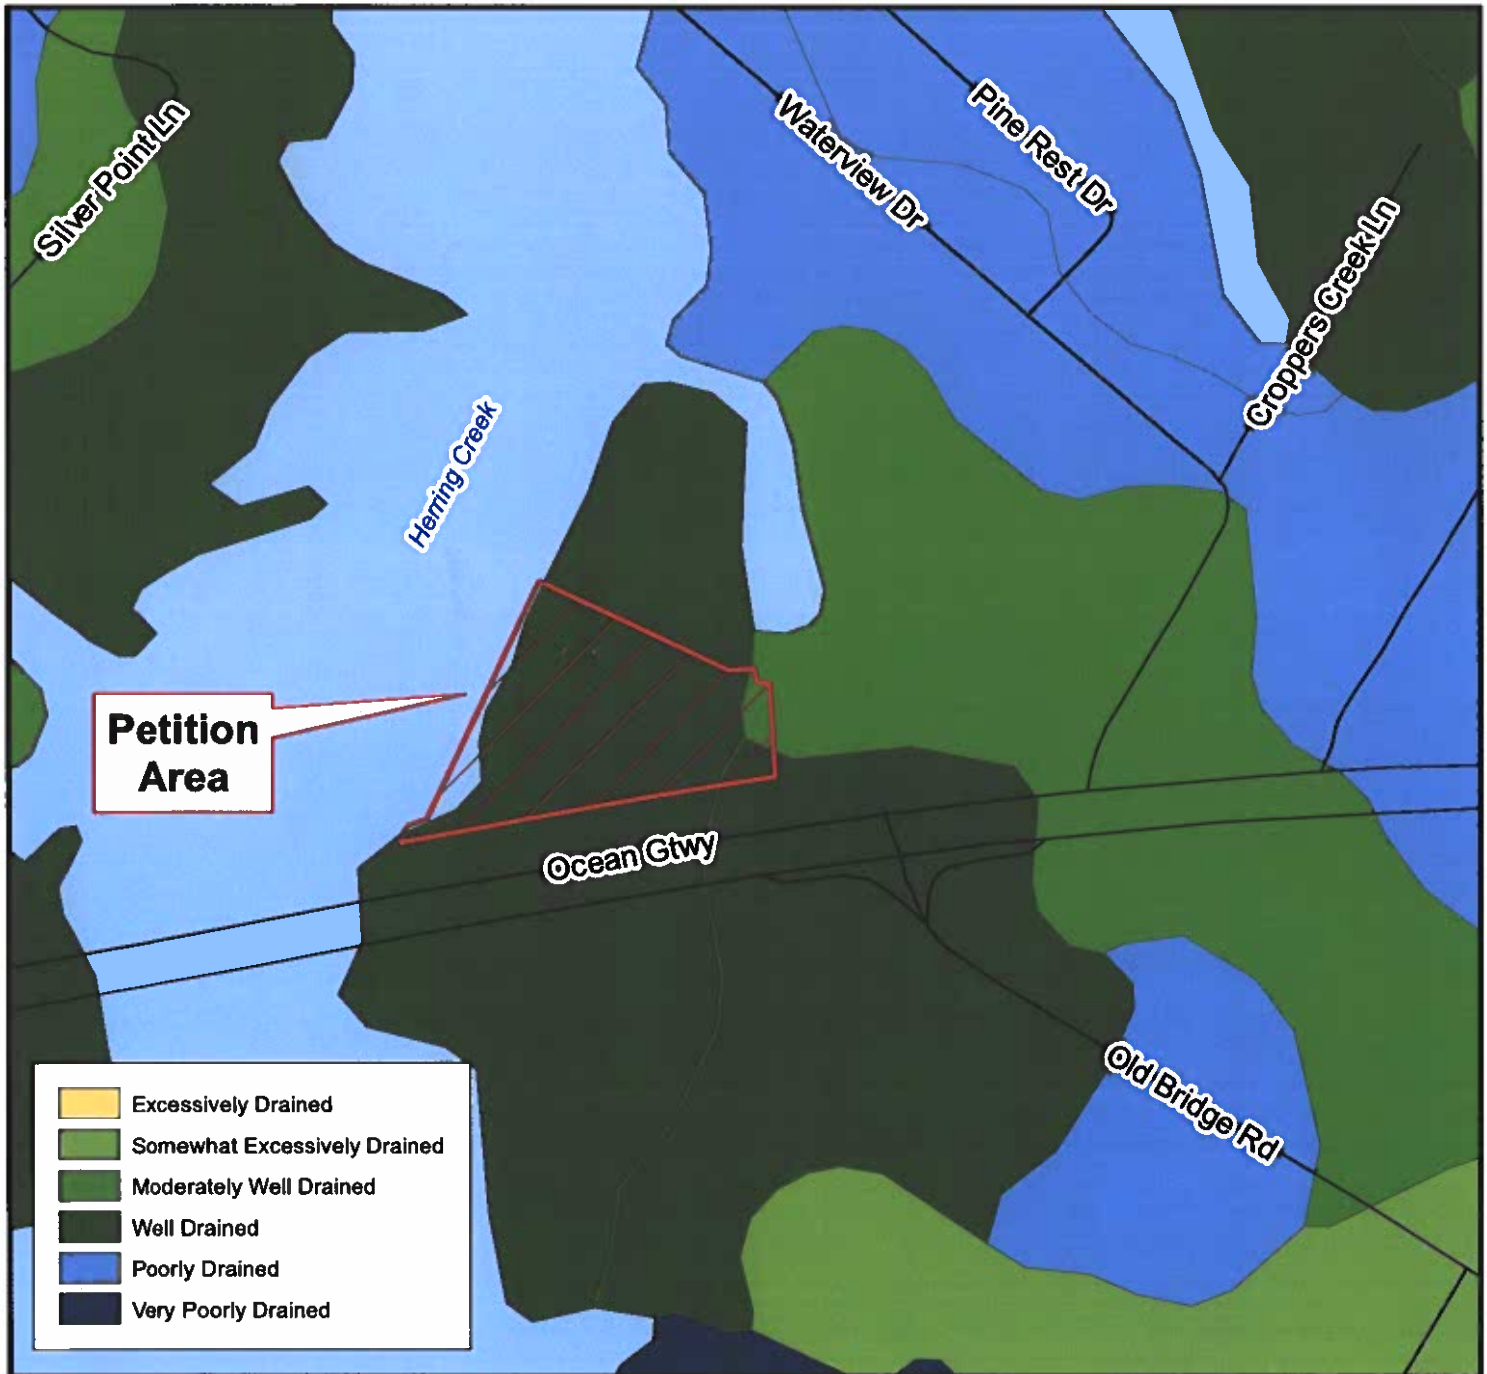 Silver Point Ln
Waterview Dr
Pine Rest Dr
Croppers Creek Ln
Herring Creek
Petition
Area
Ocean Gtwy
Old Bridge Rd
Excessively Drained
Somewhat Excessively Drained
Moderately Well Drained
Well Drained
Poorly Drained
Very Poorly Drained